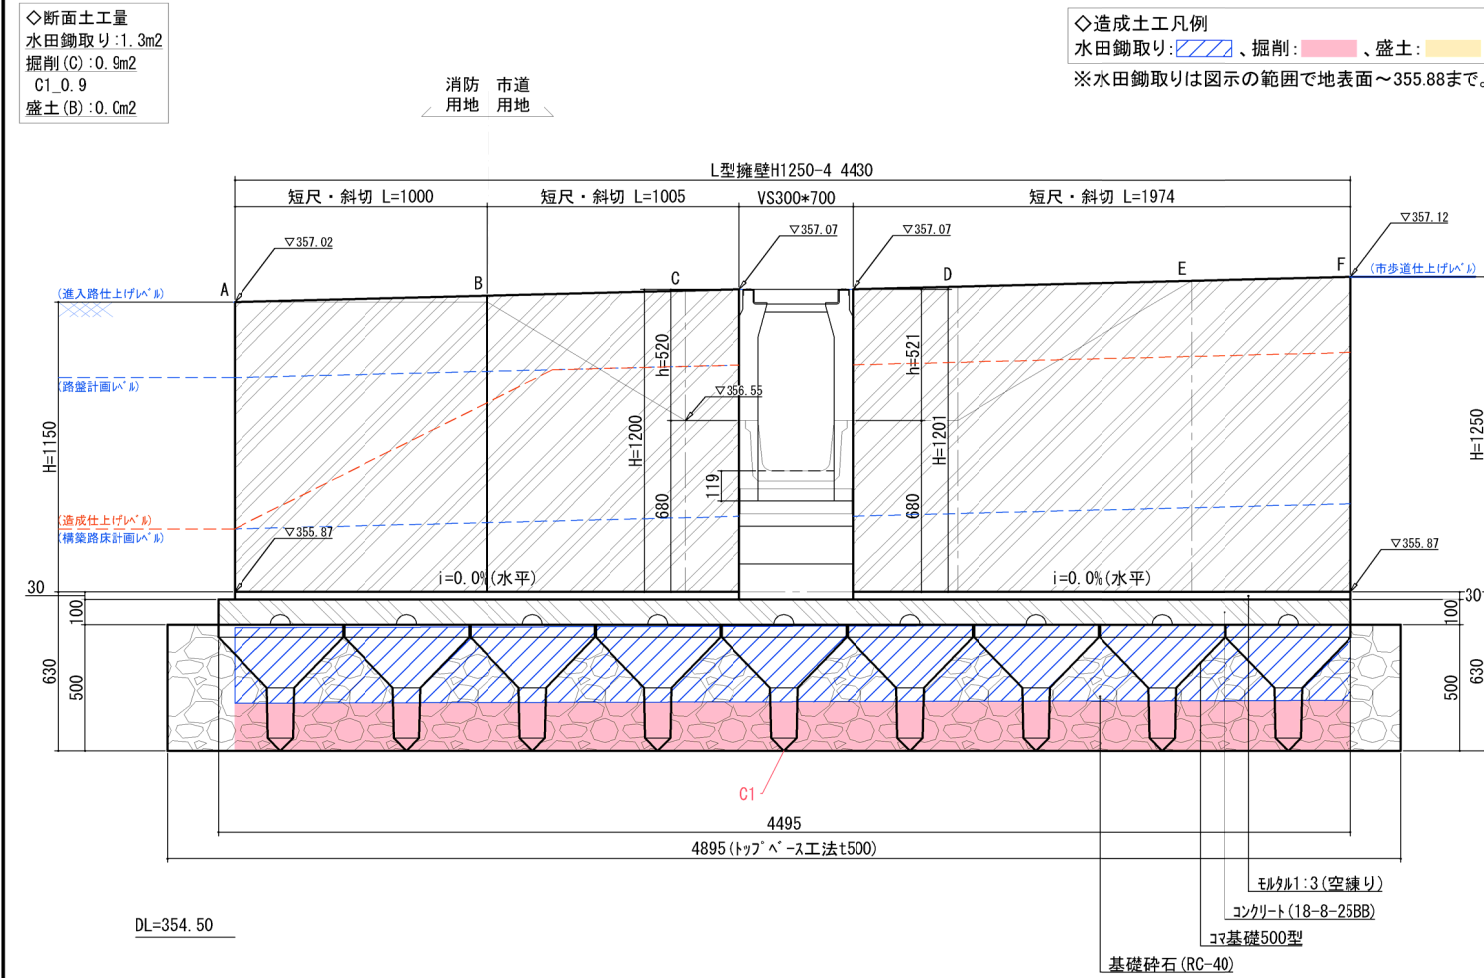 ◇断面土工量
水田鋤取り:1.3m2
掘削(C):0.9m2
C1_0.9
盛土(B):0.0m2
◇造成土工凡例
水田鋤取り: 、掘削: 、盛土:
※水田鋤取りは図示の範囲で地表面～355.88まで。
消防 市道
用地 用地
L型擁壁H1250-4 4430
短尺・斜切 L=1000
短尺・斜切 L=1005
VS300*700
短尺・斜切 L=1974
▽357.02
▽357.07
▽357.07
▽357.12
A
B
C
D
E
F
(進入路仕上げﾚﾍﾞﾙ)
(市歩道仕上げﾚﾍﾞﾙ)
(路盤計画ﾚﾍﾞﾙ)
h=520
h=521
▽356.55
H=1150
H=1200
H=1201
H=1250
119
680
680
(造成仕上げﾚﾍﾞﾙ)
(構築路床計画ﾚﾍﾞﾙ)
▽355.87
▽355.87
i=0.0%(水平)
i=0.0%(水平)
30
30
100
100
630
500
500
630
C1
4495
4895(ﾄｯﾌﾟﾍﾞｰｽ工法t500)
ﾓﾙﾀﾙ1:3(空練り)
ｺﾝｸﾘｰﾄ(18-8-25BB)
ｺﾏ基礎500型
基礎砕石(RC-40)
DL=354.50